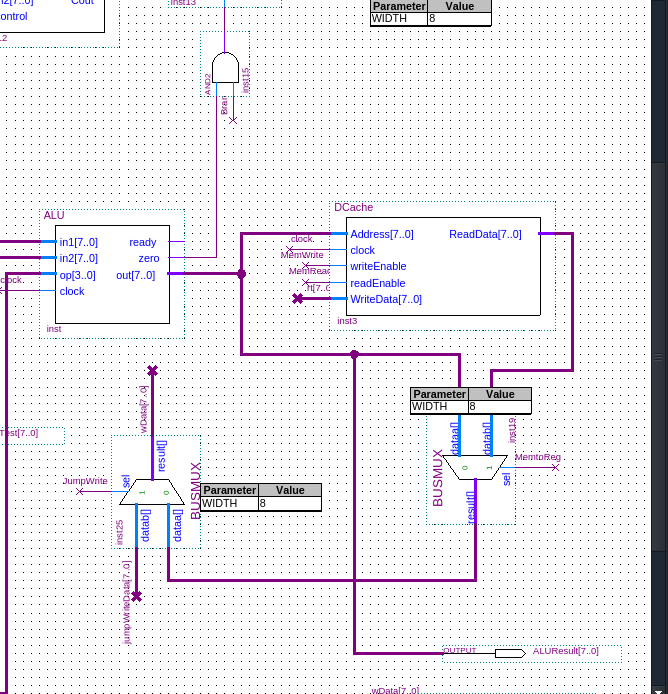 n2[7..0] Cout
ontrol
inst13
Parameter Value
WIDTH 8
AND2
inst15
Bran
ALU
in1[7..0] ready
in2[7..0] zero
op[3..0] out[7..0]
clock
clock.
inst
DCache
Address[7..0] ReadData[7..0]
clock.
clock
MemWrite
writeEnable
MemRead
readEnable
rt[7..0
WriteData[7..0]
inst3
wData[7..0]
result[]
Test[7..0]
JumpWrite
sel
1 0
BUSMUX
Parameter Value
WIDTH 8
inst25
datab[]
dataa[]
jumpWriteData[7..0]
Parameter Value
WIDTH 8
dataa[]
datab[]
inst19
BUSMUX
0 1
MemtoReg
sel
result[]
OUTPUT
ALUResult[7..0]
wData[7..0]